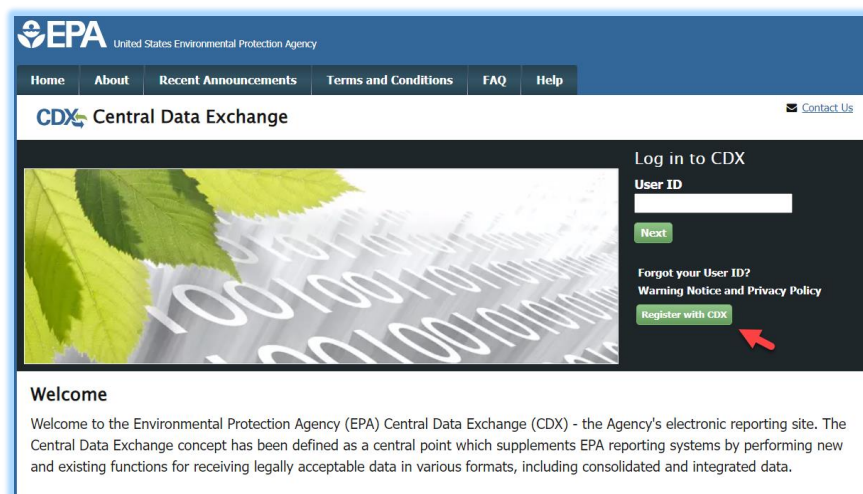 EPA United States Environmental Protection Agency
Home About Recent Announcements Terms and Conditions FAQ Help
CDX Central Data Exchange
Contact Us
Log in to CDX
User ID
Next
Forgot your User ID?
Warning Notice and Privacy Policy
Register with CDX
Welcome
Welcome to the Environmental Protection Agency (EPA) Central Data Exchange (CDX) - the Agency's electronic reporting site. The
Central Data Exchange concept has been defined as a central point which supplements EPA reporting systems by performing new
and existing functions for receiving legally acceptable data in various formats, including consolidated and integrated data.